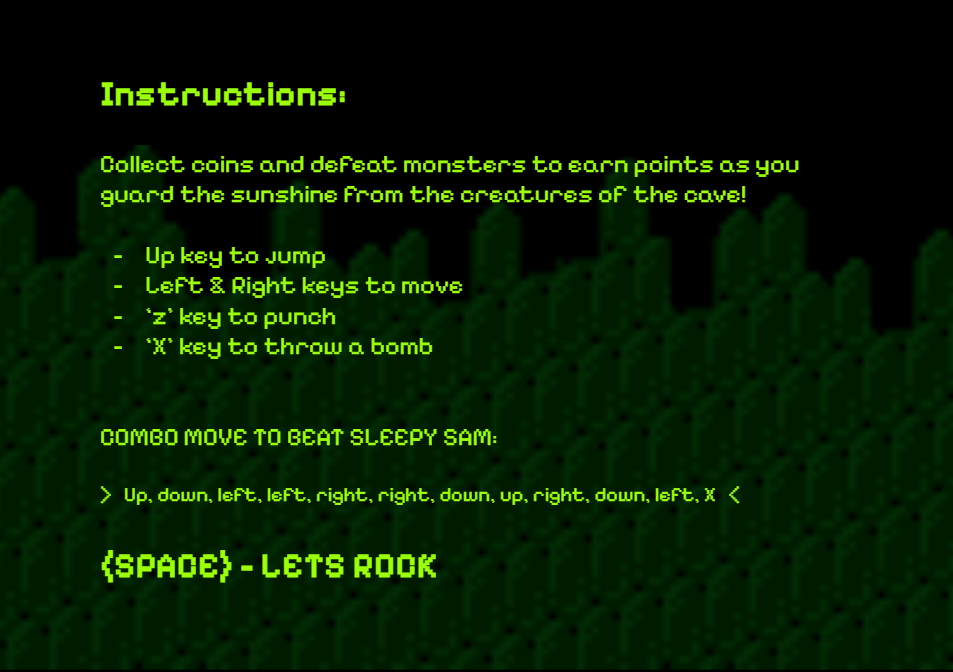 Instructions:
Collect coins and defeat monsters to earn points as you
guard the sunshine from the creatures of the cave!
- Up key to jump
- Left & Right keys to move
- ‘z’ key to punch
- ‘X’ key to throw a bomb
COMBO MOVE TO BEAT SLEEPY SAM:
> Up, down, left, left, right, right, down, up, right, down, left, X <
{SPACE} - LETS ROCK